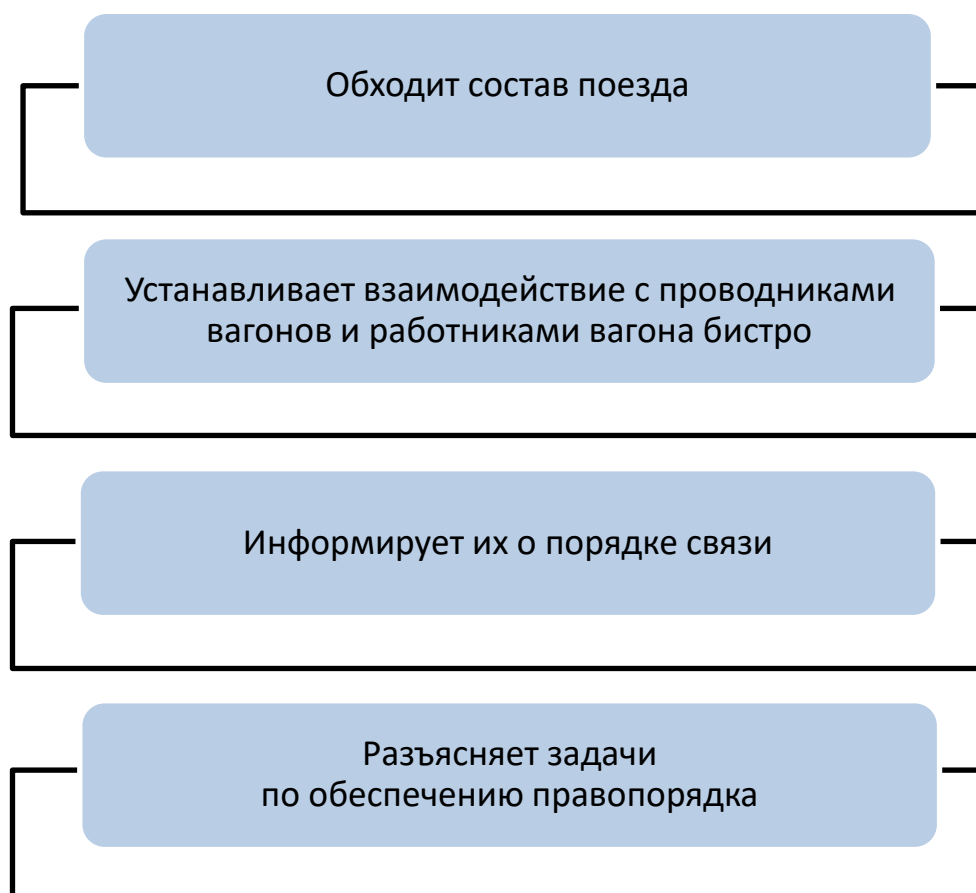 Обходит состав поезда
Устанавливает взаимодействие с проводниками
вагонов и работниками вагона бистро
Информирует их о порядке связи
Разъясняет задачи
по обеспечению правопорядка